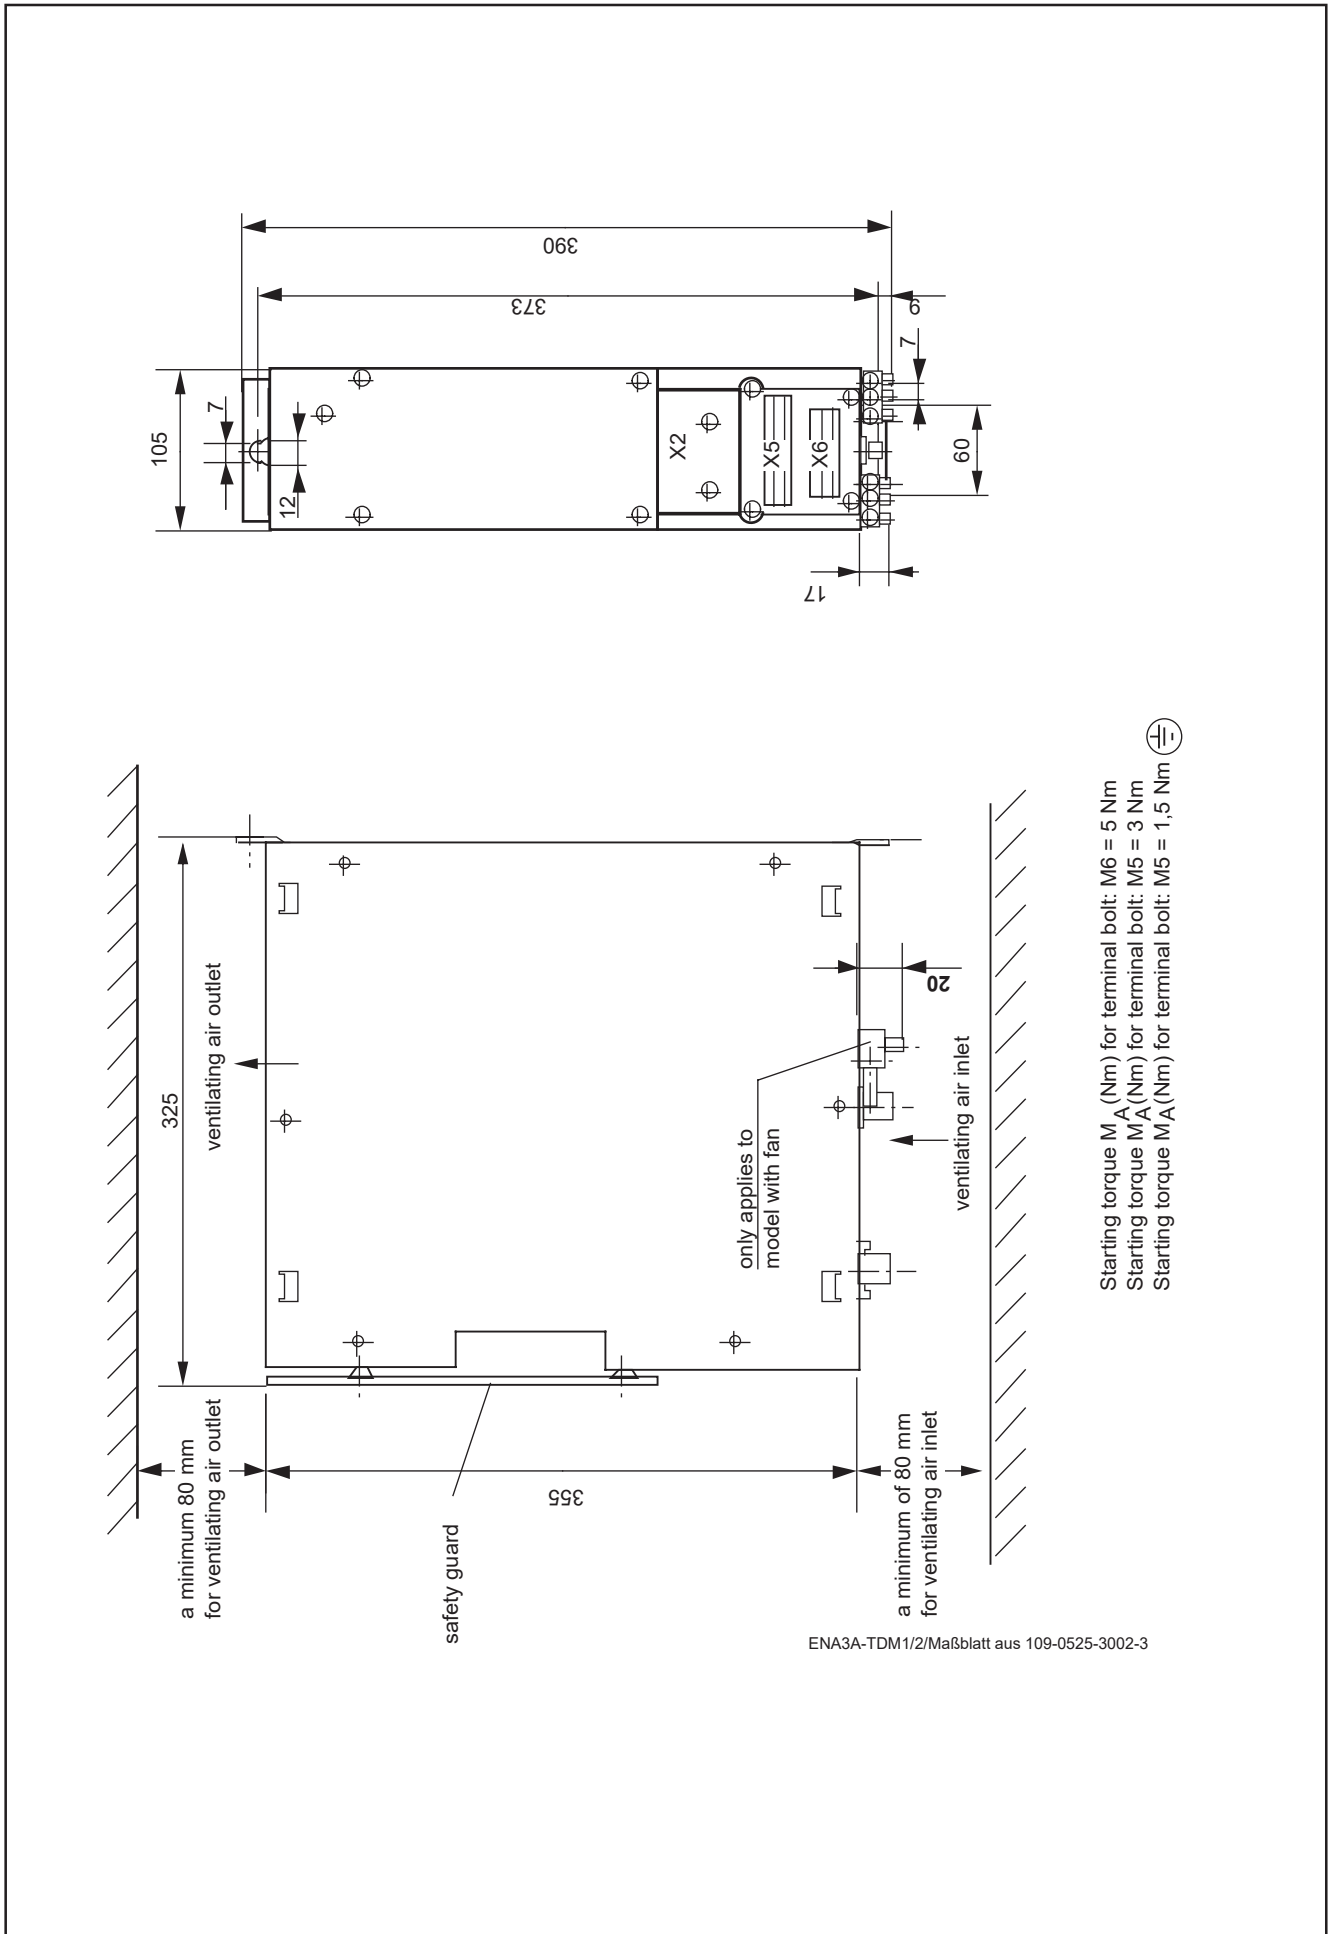 390
373
6
7
105
7
12
X2
X5
X6
60
17
325
ventilating air outlet
20
only applies to
model with fan
ventilating air inlet
Starting torque M A (Nm) for terminal bolt: M6 = 5 Nm
Starting torque M A (Nm) for terminal bolt: M5 = 3 Nm
Starting torque M A (Nm) for terminal bolt: M5 = 1,5 Nm
a minimum 80 mm
for ventilating air outlet
355
safety guard
a minimum of 80 mm
for ventilating air inlet
ENA3A-TDM1/2/Maßblatt aus 109-0525-3002-3